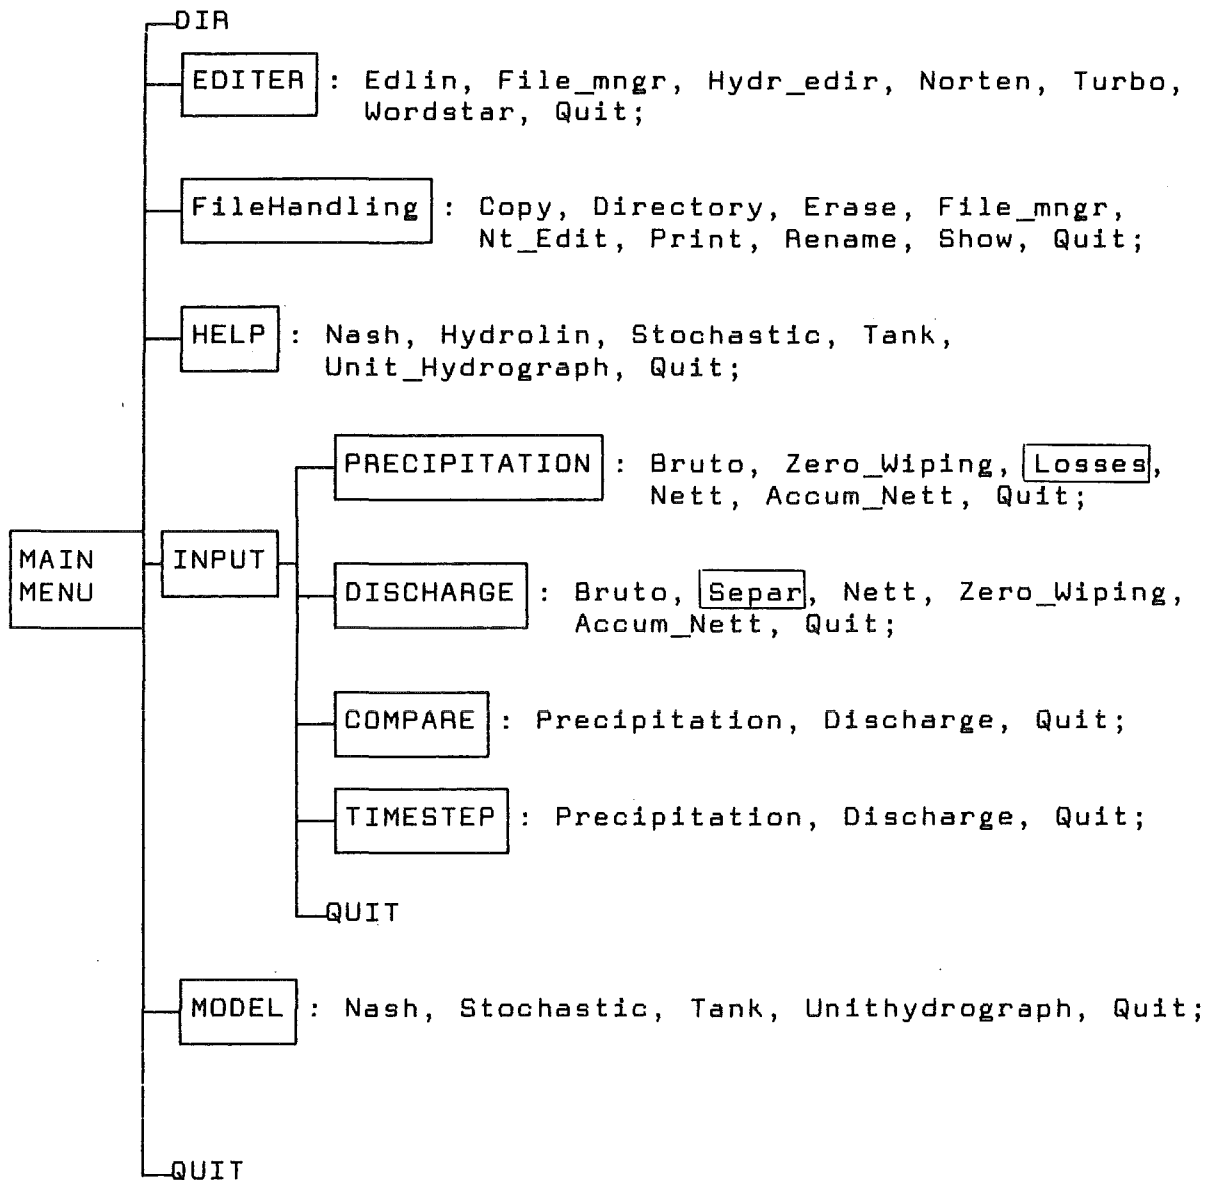 DIR
EDITER : Edlin, File_mngr, Hydr_edir, Norten, Turbo,
Wordstar, Quit;
FileHandling : Copy, Directory, Erase, File_mngr,
Nt_Edit, Print, Rename, Show, Quit;
HELP : Nash, Hydrolin, Stochastic, Tank,
Unit_Hydrograph, Quit;
MAIN
MENU
INPUT
PRECIPITATION : Bruto, Zero_Wiping, Losses,
Nett, Accum_Nett, Quit;
DISCHARGE : Bruto, Separ, Nett, Zero_Wiping,
Accum_Nett, Quit;
COMPARE : Precipitation, Discharge, Quit;
TIMESTEP : Precipitation, Discharge, Quit;
QUIT
MODEL : Nash, Stochastic, Tank, Unithydrograph, Quit;
QUIT